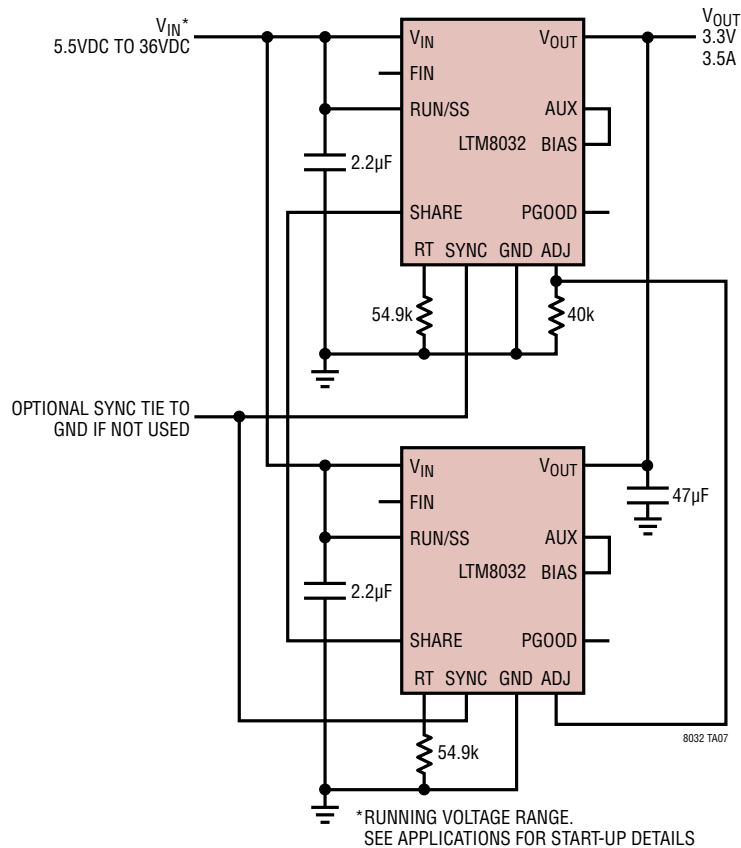 VIN*
5.5VDC TO 36VDC
VIN
VOUT
VOUT
3.3V
3.5A
FIN
RUN/SS
AUX
LTM8032
BIAS
2.2µF
SHARE
PGOOD
RT
SYNC
GND
ADJ
54.9k
40k
OPTIONAL SYNC TIE TO
GND IF NOT USED
VIN
VOUT
FIN
47µF
RUN/SS
AUX
LTM8032
BIAS
2.2µF
SHARE
PGOOD
RT
SYNC
GND
ADJ
8032 TA07
54.9k
*RUNNING VOLTAGE RANGE.
SEE APPLICATIONS FOR START-UP DETAILS